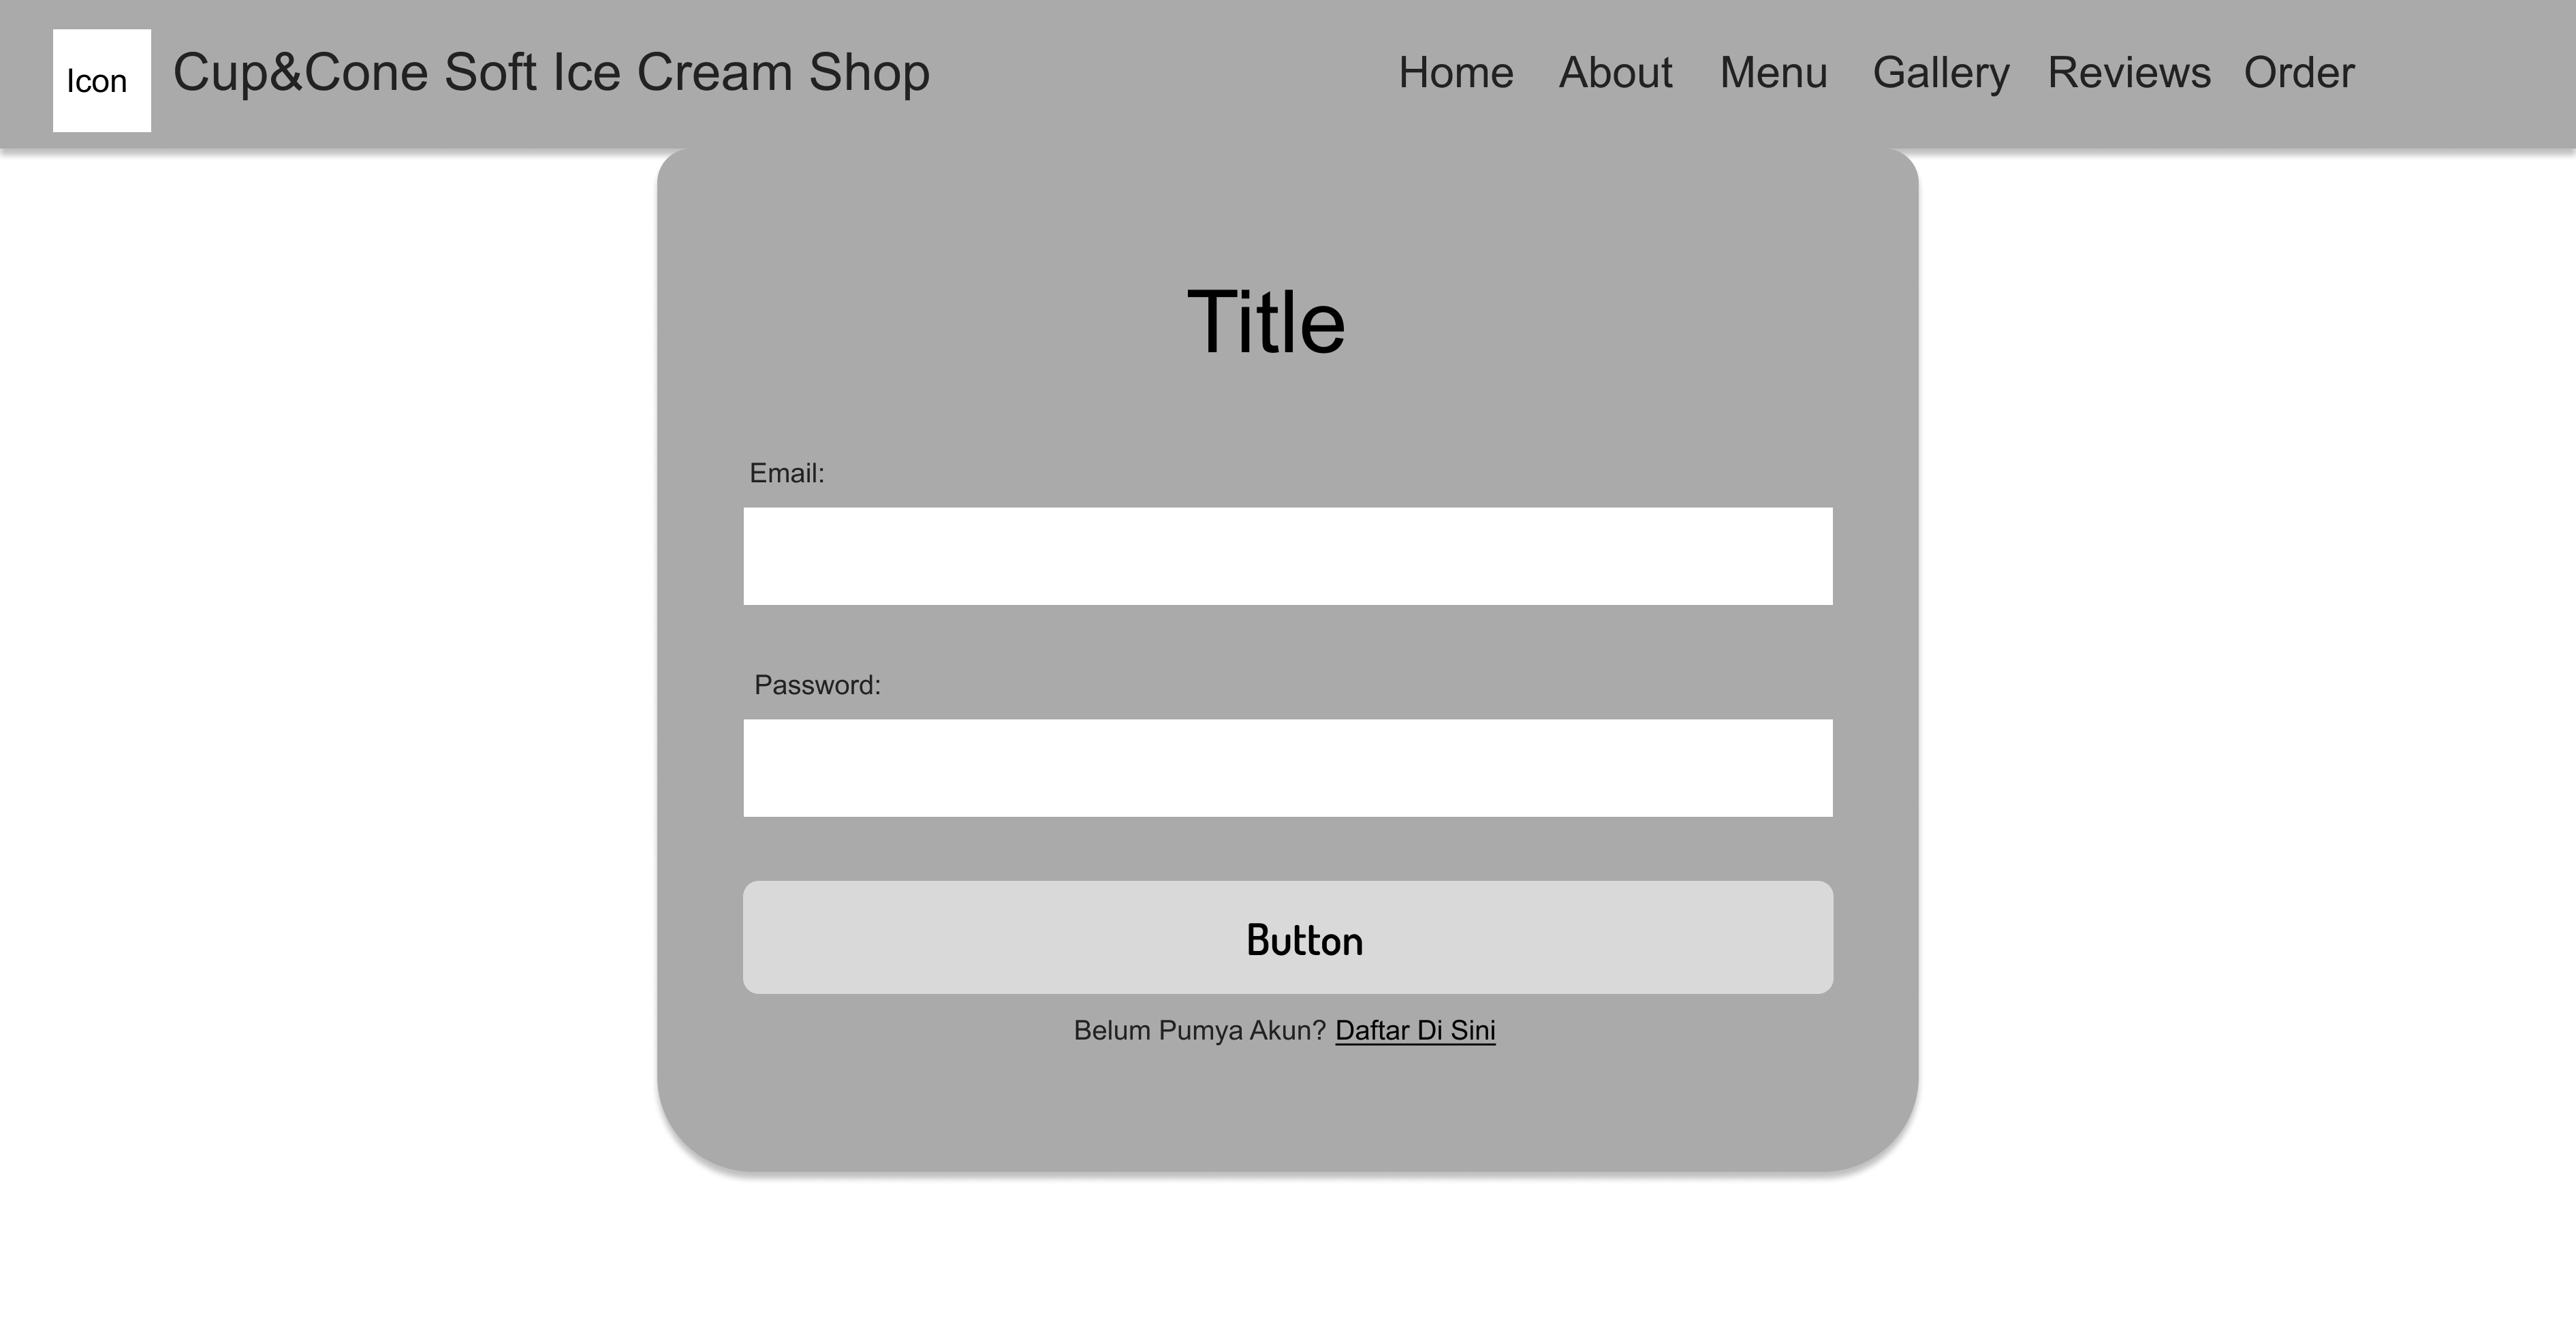 Icon
Cup&Cone Soft Ice Cream Shop
Home About Menu Gallery Reviews Order
Title
Email:
Password:
Button
Belum Pumya Akun? Daftar Di Sini